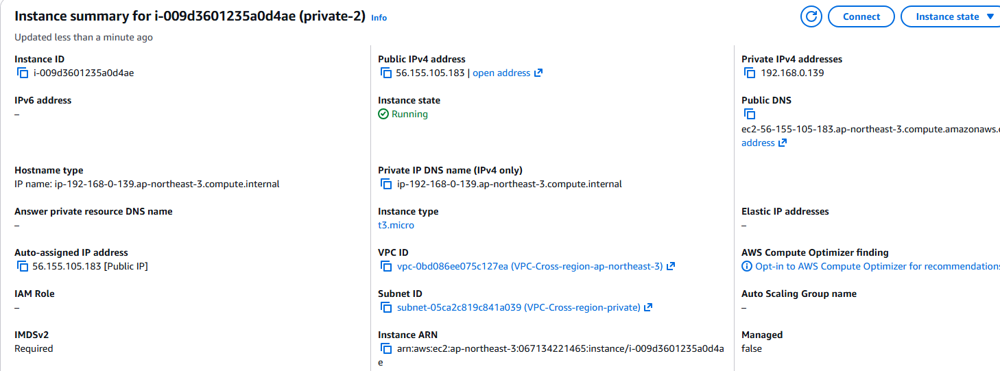 Instance summary for i-009d3601235a0d4ae (private-2) Info
Connect
Instance state
Updated less than a minute ago
Instance ID
i-009d3601235a0d4ae
Public IPv4 address
56.155.105.183 | open address
Private IPv4 addresses
192.168.0.139
IPv6 address
–
Instance state
Running
Public DNS
ec2-56-155-105-183.ap-northeast-3.compute.amazonaws.
address
Hostname type
IP name: ip-192-168-0-139.ap-northeast-3.compute.internal
Private IP DNS name (IPv4 only)
ip-192-168-0-139.ap-northeast-3.compute.internal
Answer private resource DNS name
–
Instance type
t3.micro
Elastic IP addresses
–
Auto-assigned IP address
56.155.105.183 [Public IP]
VPC ID
vpc-0bd086ee075c127ea (VPC-Cross-region-ap-northeast-3)
AWS Compute Optimizer finding
Opt-in to AWS Compute Optimizer for recommendations
IAM Role
–
Subnet ID
subnet-05ca2c819c841a039 (VPC-Cross-region-private)
Auto Scaling Group name
–
IMDSv2
Required
Instance ARN
arn:aws:ec2:ap-northeast-3:067134221465:instance/i-009d3601235a0d4a
e
Managed
false